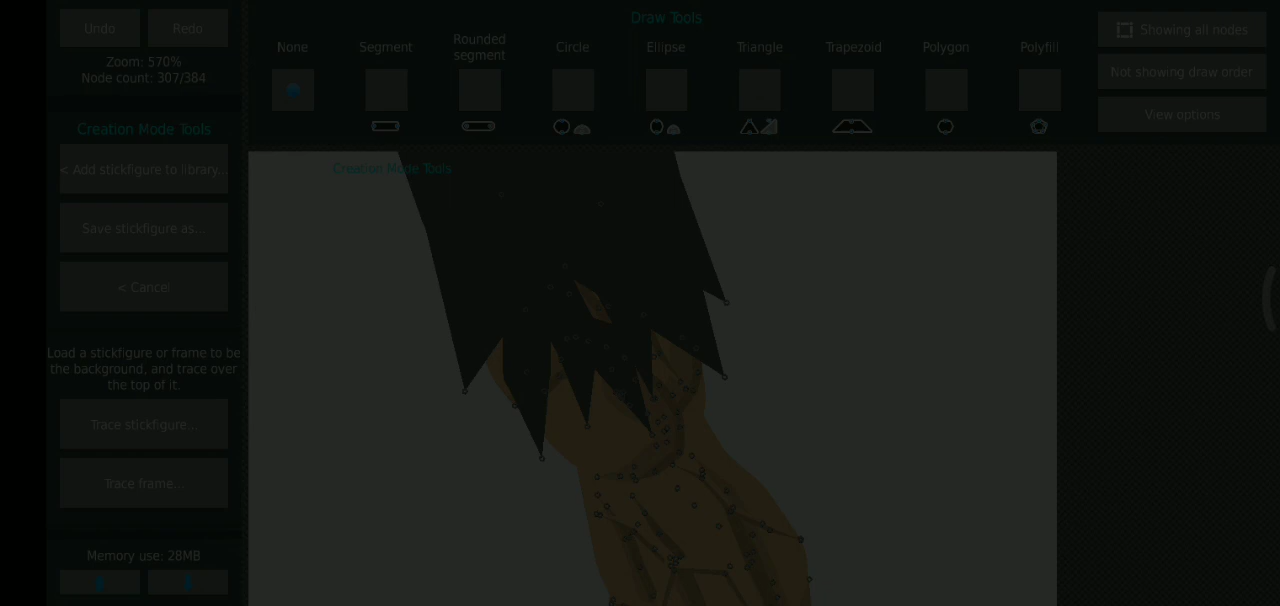 Undo
Redo
Zoom: 570%
Node count: 307/384
Creation Mode Tools
< Add stickfigure to library...
Save stickfigure as...
< Cancel
Load a stickfigure or frame to be
the background, and trace over
the top of it:
Trace stickfigure...
Trace frame...
Memory use: 28MB
Draw Tools
None
Segment
Rounded
segment
Circle
Ellipse
Triangle
Trapezoid
Polygon
Polyfill
Showing all nodes
Not showing draw order
View options
Creation Mode Tools